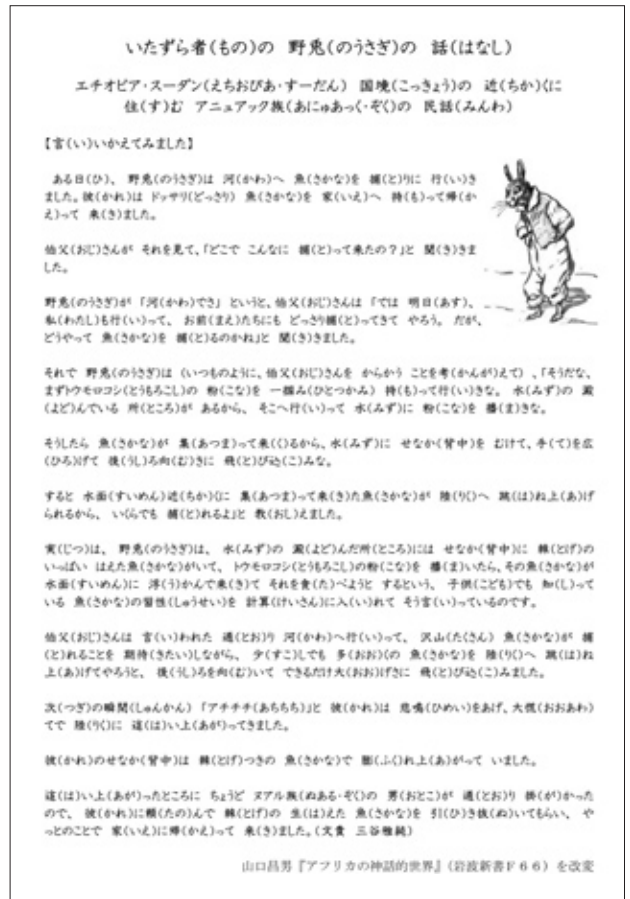 いたずら者(もの)の 野兎(のうさぎ)の 話(はなし)
エチオピア・スーダン(えちおぴあ・すーだん) 国境(こっきょう)の 近(ちか)くに
住(す)む アニュアック族(あにゅあっく・ぞく)の 民話(みんわ)
【言(い)いかえてみました】
ある日(ひ)、 野兎(のうさぎ)は 河(かわ)へ 魚(さかな)を 捕(と)りに 行(い)き
ました。彼(かれ)は ドッサリ(どっさり) 魚(さかな)を 家(いえ)へ 持(も)って帰(か
え)って 来(き)ました。
伯父(おじ)さんが それを見て、「どこで こんなに 捕(と)って来たの?」と 聞(き)きま
した。
野兎(のうさぎ)が 「河(かわ)でさ」 というと、伯父(おじ)さんは 「では 明日(あす)、
私(わたし)も行(い)って、 お前(まえ)たちにも どっさり捕(と)ってきて やろう。 だが、
どうやって 魚(さかな)を 捕(と)るのかね」と 聞(き)きました。
それで 野兎(のうさぎ)は (いつものように、伯父(おじ)さんを からかう ことを考(かんが)えて) 、「そうだな、
まずトウモロコシ(とうもろこし)の 粉(こな)を 一掴み(ひとつかみ) 持(も)って行(い)きな。 水(みず)の 澱
(よど)んでいる 所(ところ)が あるから、 そこへ行(い)って 水(みず)に 粉(こな)を 播(ま)きな。
そうしたら 魚(さかな)が 集(あつま)って来(く)るから、水(みず)に せなか(背中)を むけて、手(て)を広
(ひろ)げて 後(うし)ろ向(む)きに 飛(と)び込(こ)みな。
すると 水面(すいめん)近(ちか)くに 集(あつま)って来(き)た魚(さかな)が 陸(りく)へ 跳(は)ね上(あ)げ
られるから、 いくらでも 捕(と)れるよ」と 教(おし)えました。
実(じつ)は、 野兎(のうさぎ)は、 水(みず)の 澱(よど)んだ所(ところ)には せなか(背中)に 棘(とげ)の
いっぱい はえた魚(さかな)がいて、 トウモロコシ(とうもろこし)の粉(こな)を 播(ま)いたら、その魚(さかな)が
水面(すいめん)に 浮(う)かんで来(き)て それを食(た)べようと するという、 子供(こども)でも 知(し)って
いる 魚(さかな)の習性(しゅうせい)を 計算(けいさん)に入(い)れて そう言(い)っているのです。
伯父(おじ)さんは 言(い)われた 通(とお)り 河(かわ)へ行(い)って、 沢山(たくさん) 魚(さかな)が 捕
(と)れることを 期待(きたい)しながら、 少(すこ)しでも 多(おお)くの 魚(さかな)を 陸(りく)へ 跳(は)ね
上(あ)げてやろうと、 後(うし)ろを向(む)いて できるだけ大(おお)げさに 飛(と)び込(こ)みました。
次(つぎ)の瞬間(しゅんかん) 「アチチチ(あちちち)」と 彼(かれ)は 悲鳴(ひめい)をあげ、大慌(おおあわ)
てで 陸(りく)に 這(は)い上(あが)ってきました。
彼(かれ)のせなか(背中)は 棘(とげ)つきの 魚(さかな)で 膨(ふく)れ上(あ)がって いました。
這(は)い上(あが)ったところに ちょうど ヌアル族(ぬある・ぞく)の 男(おとこ)が 通(とお)り 掛(が)かった
ので、 彼(かれ)に頼(たの)んで 棘(とげ)の 生(は)えた 魚(さかな)を 引(ひ)き抜(ぬ)いてもらい、 や
っとのことで 家(いえ)に帰(かえ)って 来(き)ました。(文責 三谷雅純)
山口昌男『アフリカの神話的世界』(岩波新書F66) を改変